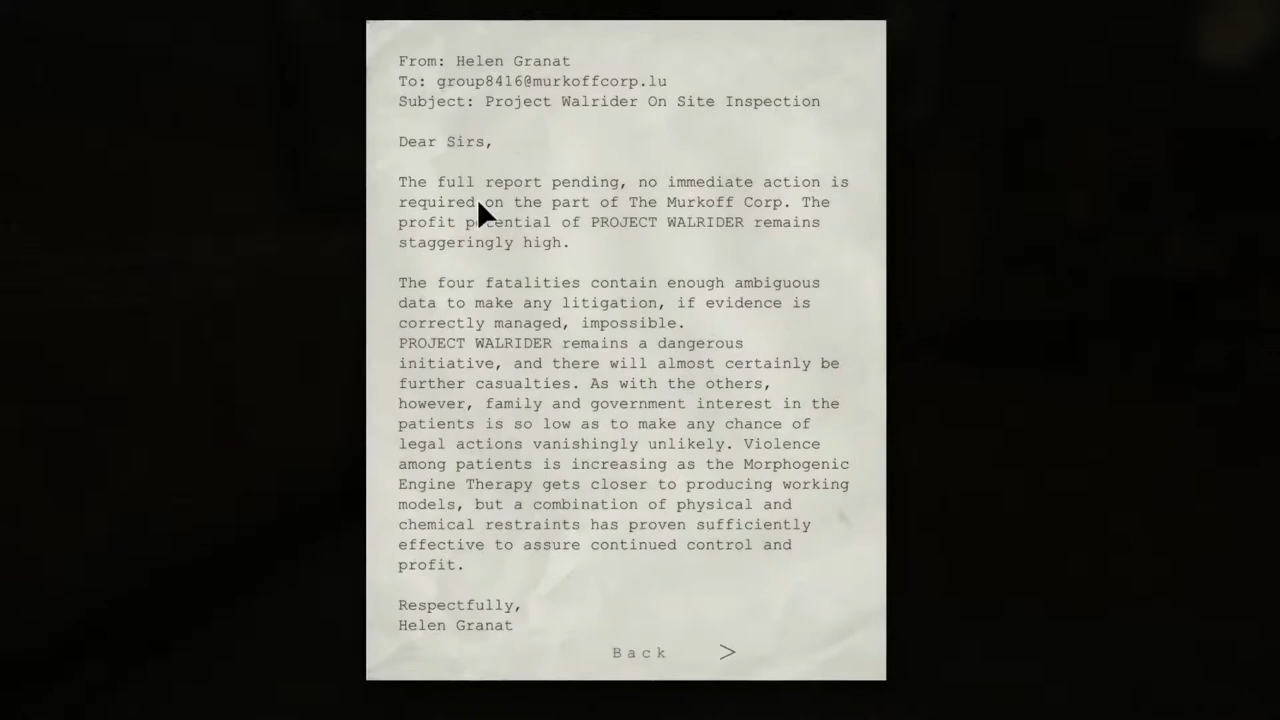 From: Helen Granat
To: group8416@murkoffcorp.lu
Subject: Project Walrider On Site Inspection
Dear Sirs,
The full report pending, no immediate action is
required on the part of The Murkoff Corp. The
profit potential of PROJECT WALRIDER remains
staggeringly high.
The four fatalities contain enough ambiguous
data to make any litigation, if evidence is
correctly managed, impossible.
PROJECT WALRIDER remains a dangerous
initiative, and there will almost certainly be
further casualties. As with the others,
however, family and government interest in the
patients is so low as to make any chance of
legal actions vanishingly unlikely. Violence
among patients is increasing as the Morphogenic
Engine Therapy gets closer to producing working
models, but a combination of physical and
chemical restraints has proven sufficiently
effective to assure continued control and
profit.
Respectfully,
Helen Granat
Back >